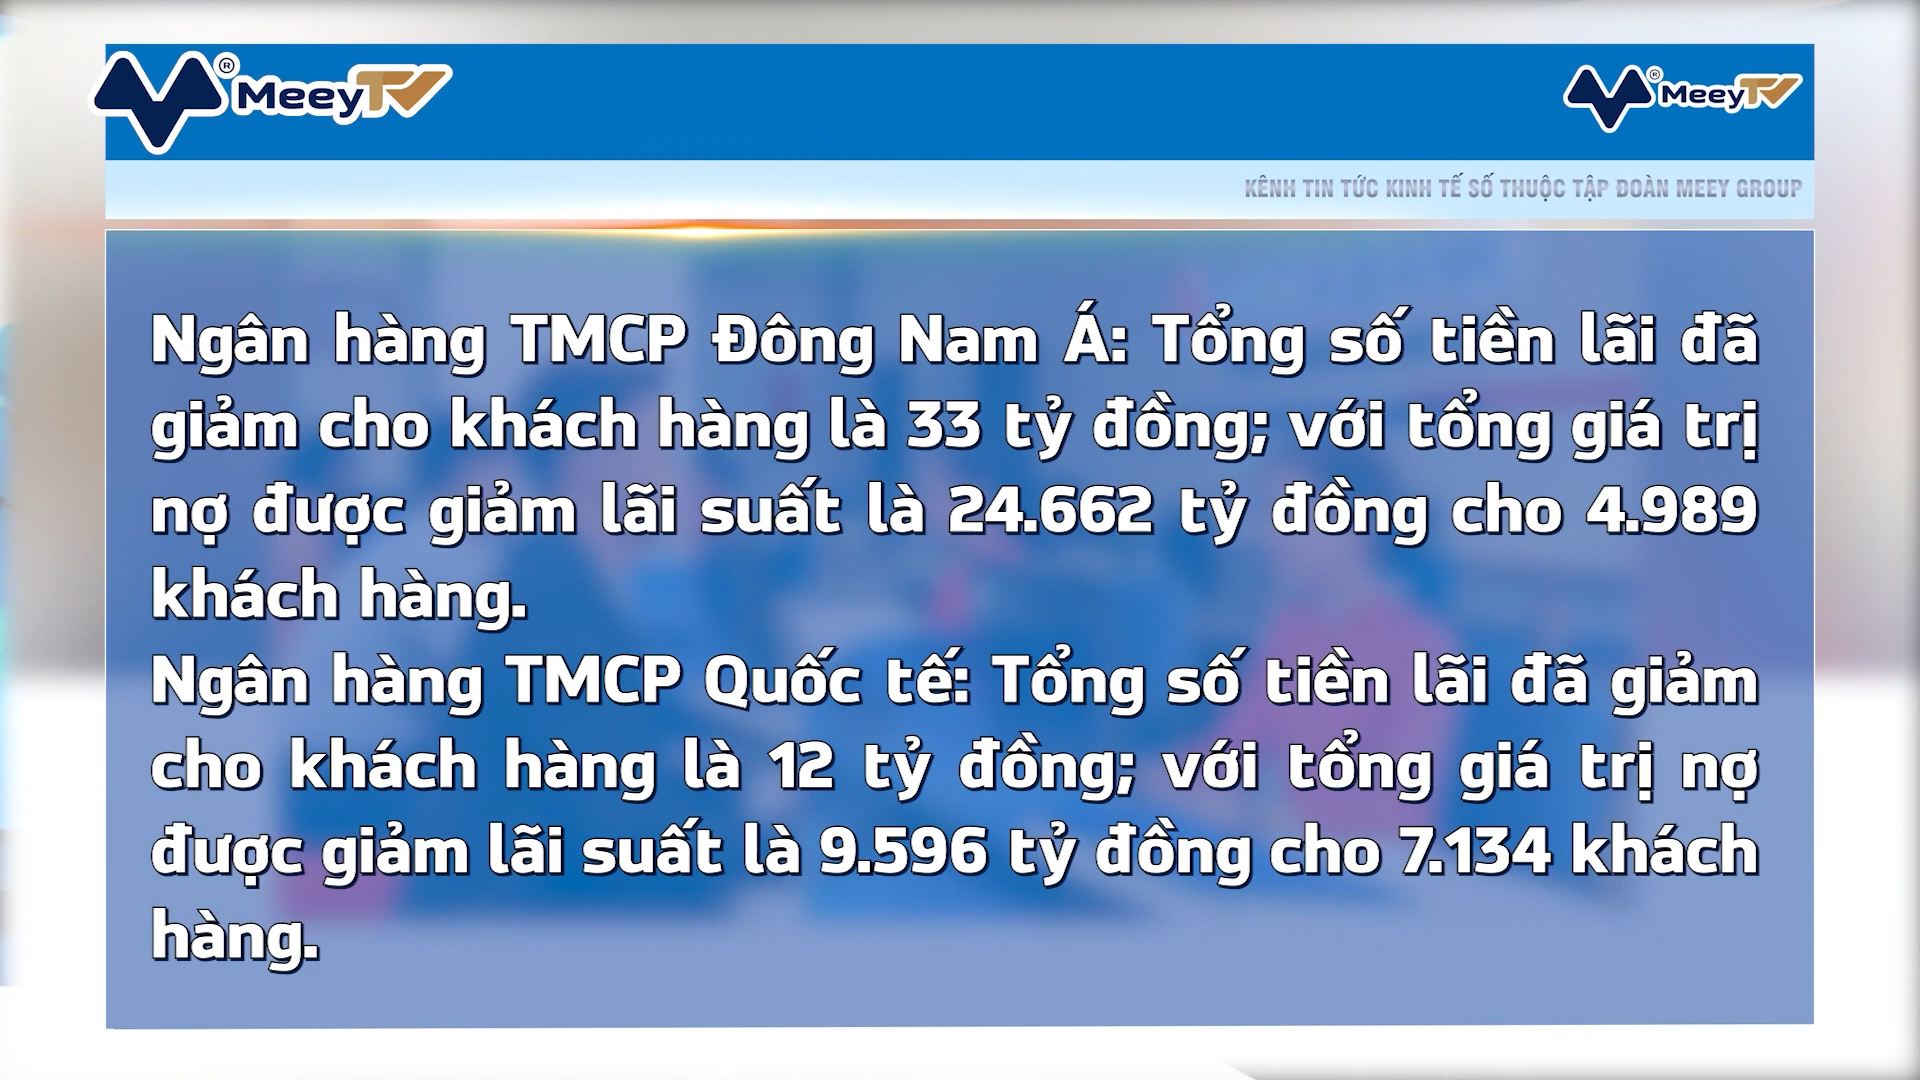 MeeyTV
MeeyTV
KÊNH TIN TỨC KINH TẾ SỐ THUỘC TẬP ĐOÀN MEEY GROUP
Ngân hàng TMCP Đông Nam Á: Tổng số tiền lãi đã
giảm cho khách hàng là 33 tỷ đồng; với tổng giá trị
nợ được giảm lãi suất là 24.662 tỷ đồng cho 4.989
khách hàng.
Ngân hàng TMCP Quốc tế: Tổng số tiền lãi đã giảm
cho khách hàng là 12 tỷ đồng; với tổng giá trị nợ
được giảm lãi suất là 9.596 tỷ đồng cho 7.134 khách
hàng.